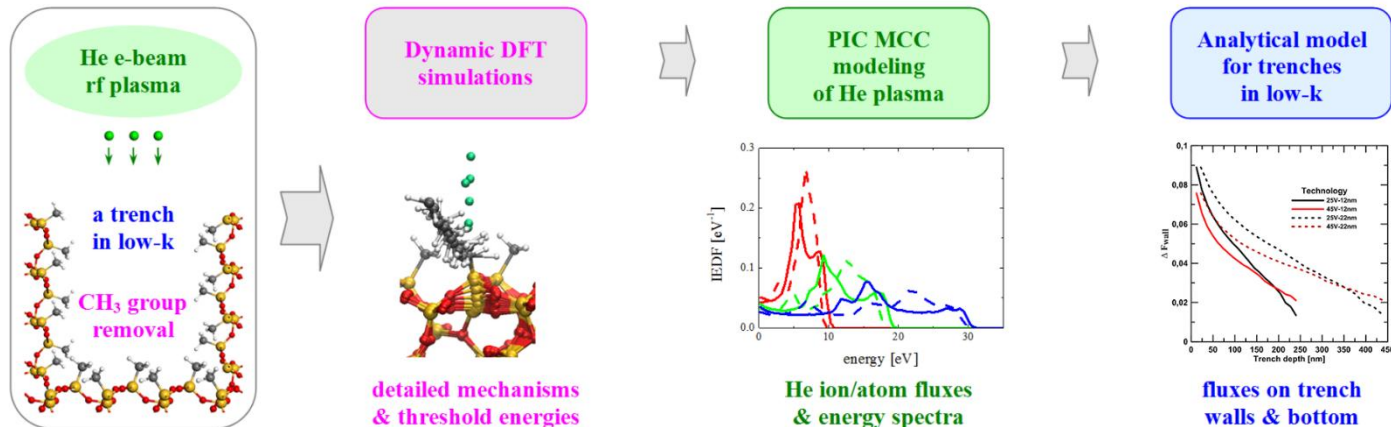 He e-beam
rf plasma
a trench
in low-k
CH₃ group
removal
Dynamic DFT
simulations
detailed mechanisms
& threshold energies
PIC MCC
modeling
of He plasma
0.3
0.2
0.1
0.0
IEDF [eV⁻¹]
0 10 20 30
energy [eV]
He ion/atom fluxes
& energy spectra
Analytical model
for trenches
in low-k
0,1
0,08
0,06
0,04
0,02
0
Δ Fwall
Technology
25V-12nm
45V-12nm
25V-22nm
45V-22nm
0 50 100 150 200 250 300 350 400 450
Trench depth [nm]
fluxes on trench
walls & bottom